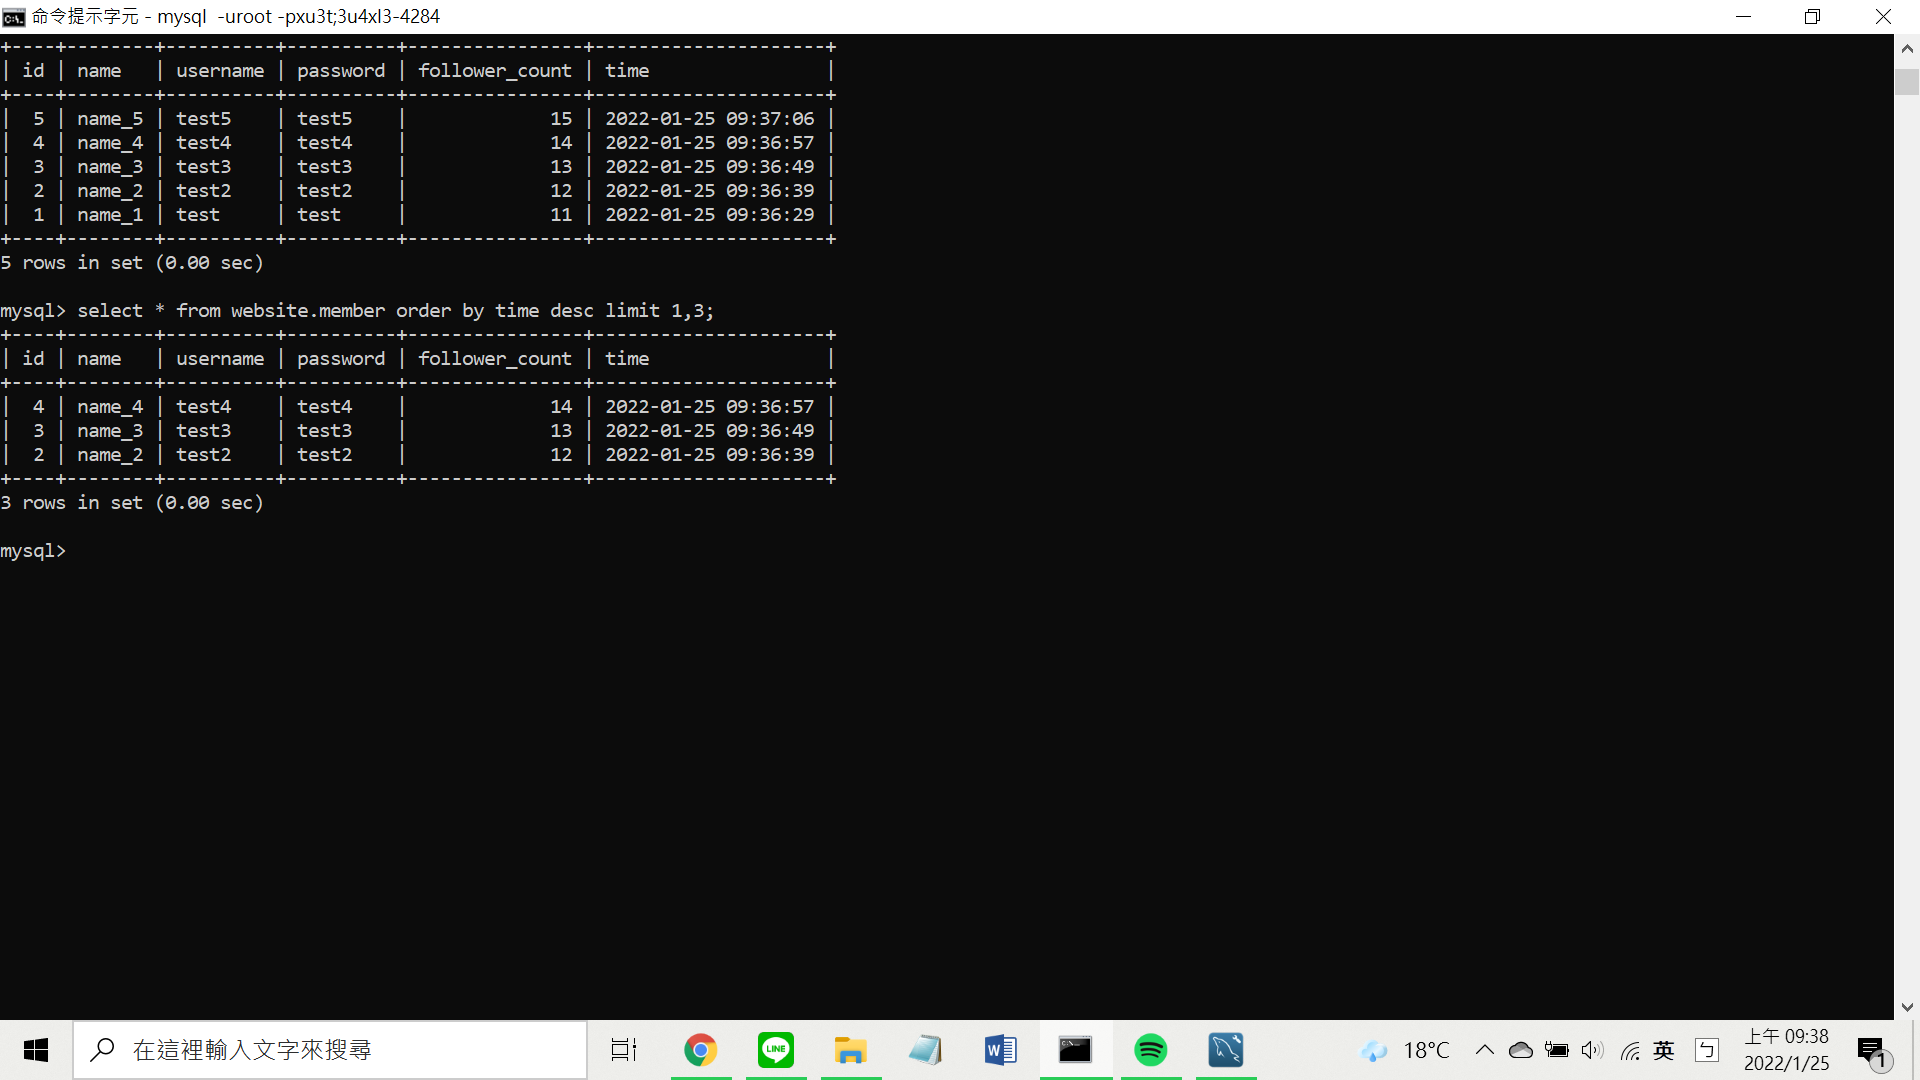 命令提示字元 - mysql  -uroot -pxu3t;3u4xl3-4284
+----+--------+----------+----------+----------------+---------------------+
| id | name   | username | password | follower_count | time                |
+----+--------+----------+----------+----------------+---------------------+
|  5 | name_5 | test5    | test5    |             15 | 2022-01-25 09:37:06 |
|  4 | name_4 | test4    | test4    |             14 | 2022-01-25 09:36:57 |
|  3 | name_3 | test3    | test3    |             13 | 2022-01-25 09:36:49 |
|  2 | name_2 | test2    | test2    |             12 | 2022-01-25 09:36:39 |
|  1 | name_1 | test     | test     |             11 | 2022-01-25 09:36:29 |
+----+--------+----------+----------+----------------+---------------------+
5 rows in set (0.00 sec)
mysql> select * from website.member order by time desc limit 1,3;
+----+--------+----------+----------+----------------+---------------------+
| id | name   | username | password | follower_count | time                |
+----+--------+----------+----------+----------------+---------------------+
|  4 | name_4 | test4    | test4    |             14 | 2022-01-25 09:36:57 |
|  3 | name_3 | test3    | test3    |             13 | 2022-01-25 09:36:49 |
|  2 | name_2 | test2    | test2    |             12 | 2022-01-25 09:36:39 |
+----+--------+----------+----------+----------------+---------------------+
3 rows in set (0.00 sec)
mysql>
在這裡輸入文字來搜尋
LINE
W
C:\.
18°C
英
ㄅ
上午 09:38
2022/1/25
1